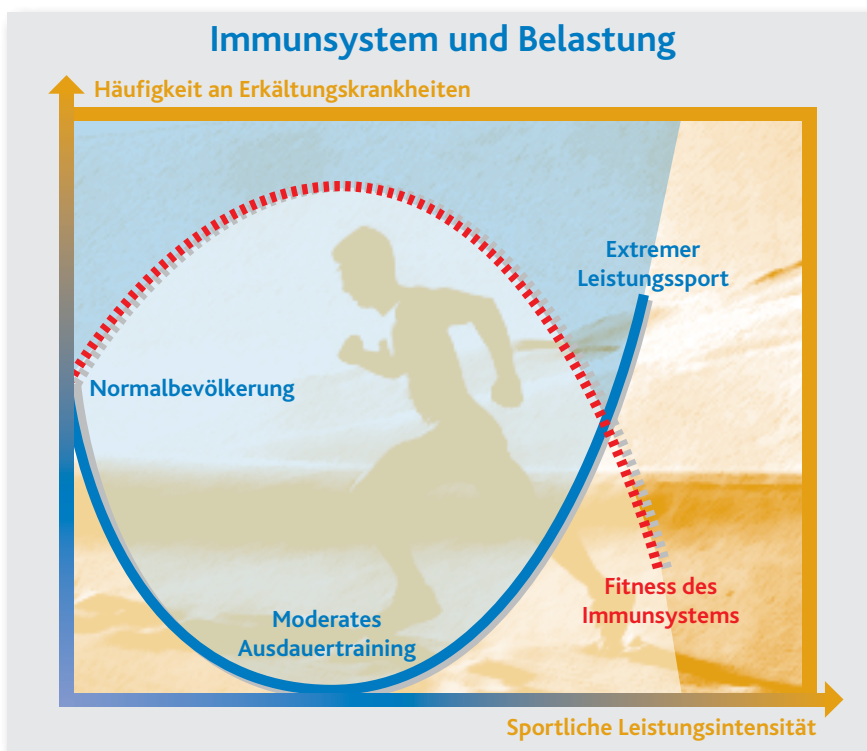 Immunsystem und Belastung
Häufigkeit an Erkältungskrankheiten
Extremer
Leistungssport
Normalbevölkerung
Moderates
Ausdauertraining
Fitness des
Immunsystems
Sportliche Leistungsintensität